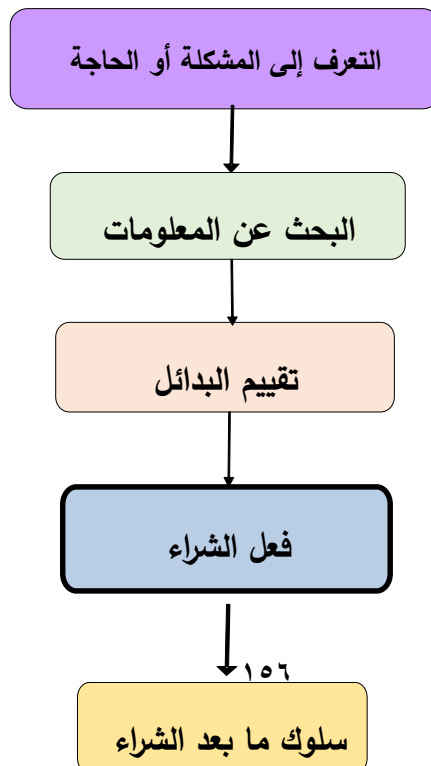 التعرف إلى المشكلة أو الحاجة
البحث عن المعلومات
تقييم البدائل
فعل الشراء
١٥٦
سلوك ما بعد الشراء